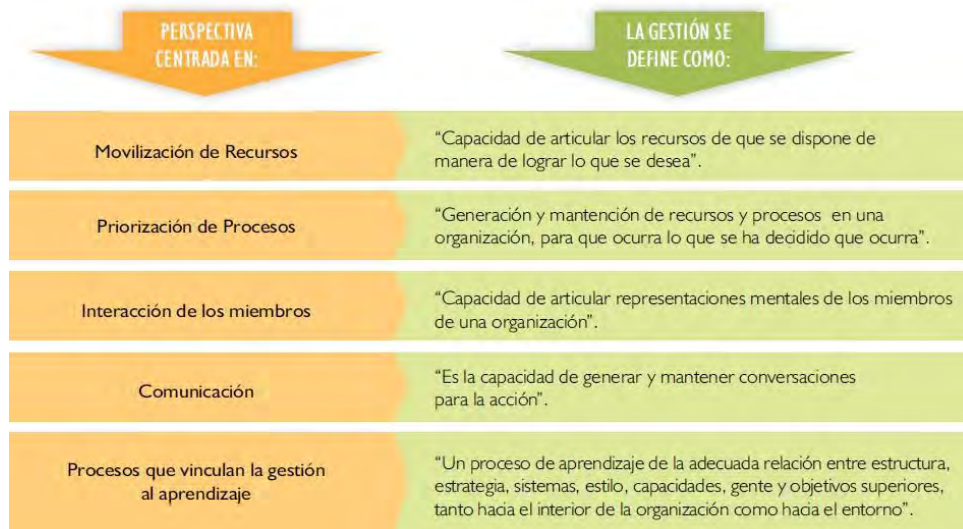 PERSPECTIVA
CENTRADA EN:
LA GESTIÓN SE
DEFINE COMO:
Movilización de Recursos
“Capacidad de articular los recursos de que se dispone de
manera de lograr lo que se desea”.
Priorización de Procesos
“Generación y mantención de recursos y procesos en una
organización, para que ocurra lo que se ha decidido que ocurra”.
Interacción de los miembros
“Capacidad de articular representaciones mentales de los miembros
de una organización”.
Comunicación
“Es la capacidad de generar y mantener conversaciones
para la acción”.
Procesos que vinculan la gestión
al aprendizaje
“Un proceso de aprendizaje de la adecuada relación entre estructura,
estrategia, sistemas, estilo, capacidades, gente y objetivos superiores,
tanto hacia el interior de la organización como hacia el entorno”.